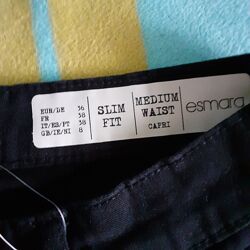 EUR/DE 36
FR 38
IT/ES/PT 38
GB/IE/NI 8
SLIM
FIT
MEDIUM
WAIST
CAPRI
esmara